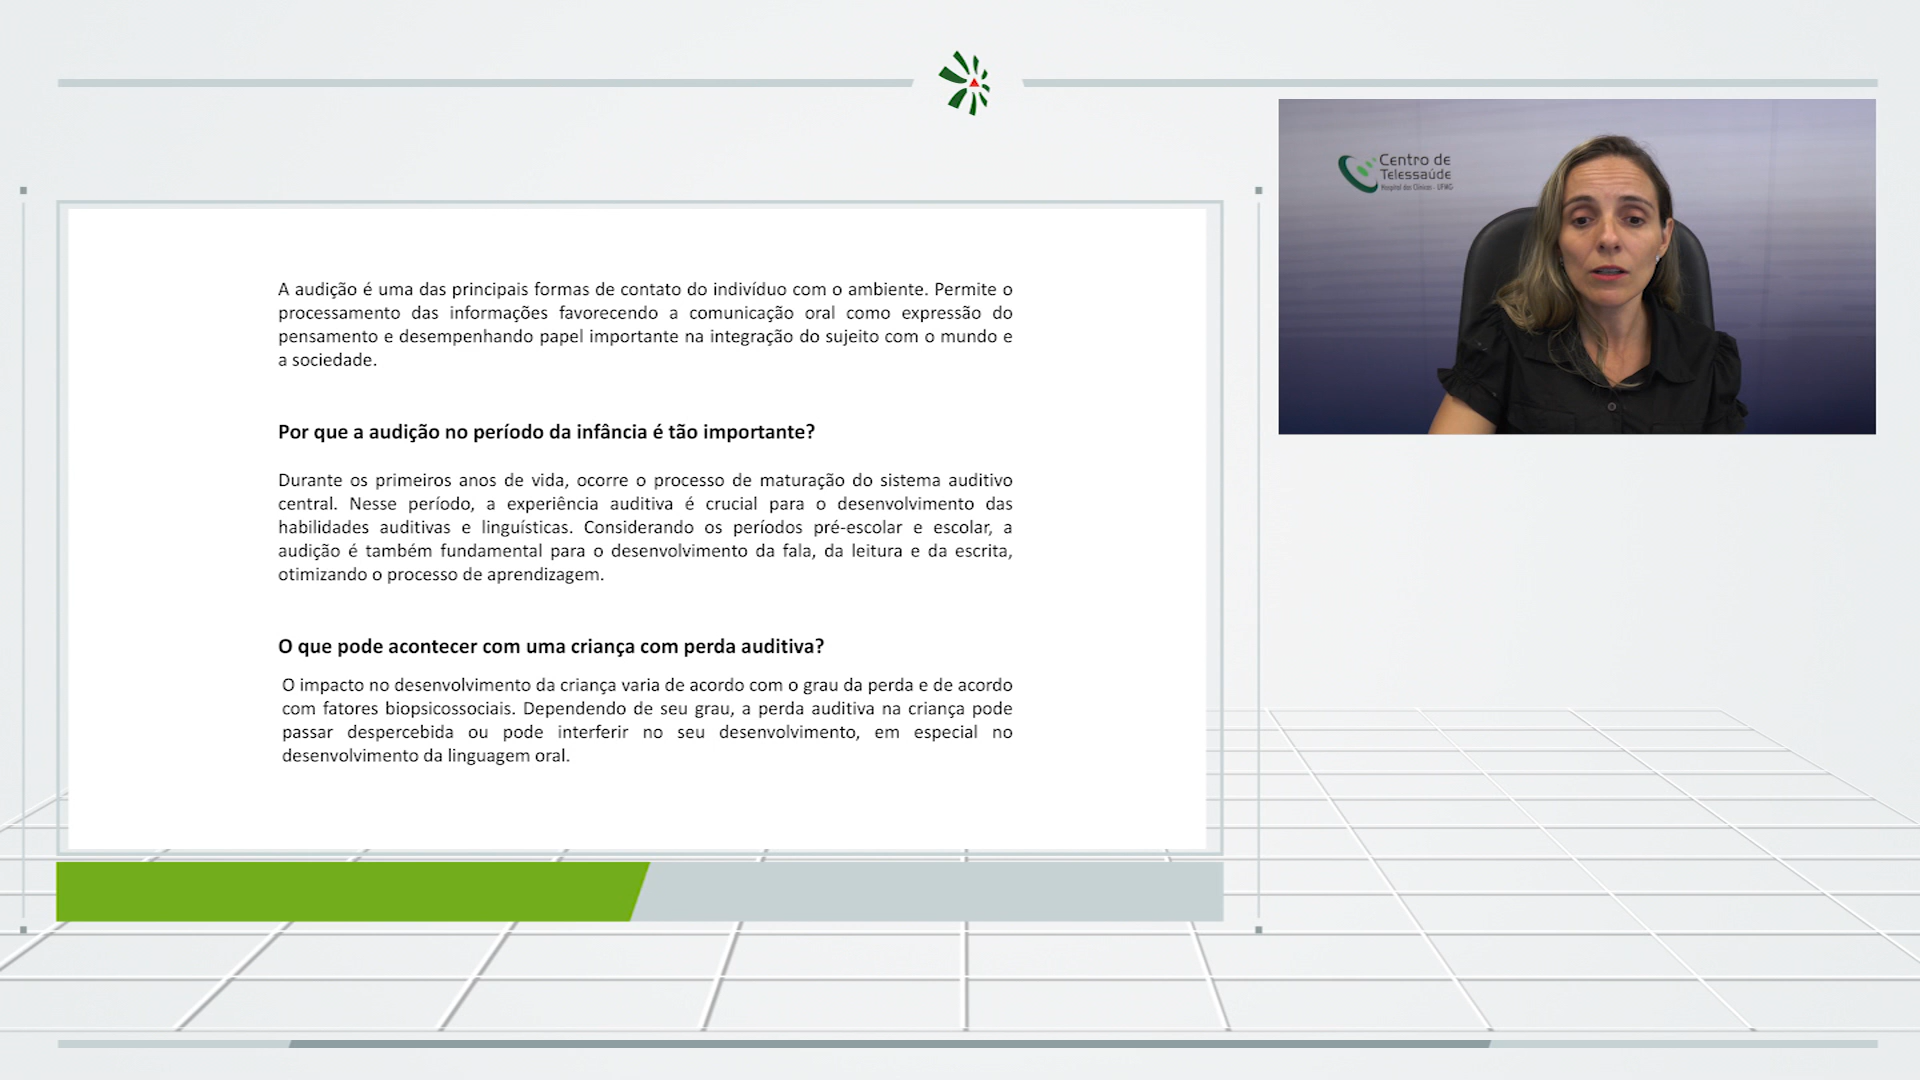 Centro de
Telessaúde
Hospital das Clínicas - UFMG
A audição é uma das principais formas de contato do indivíduo com o ambiente. Permite o
processamento das informações favorecendo a comunicação oral como expressão do
pensamento e desempenhando papel importante na integração do sujeito com o mundo e
a sociedade.
Por que a audição no período da infância é tão importante?
Durante os primeiros anos de vida, ocorre o processo de maturação do sistema auditivo
central. Nesse período, a experiência auditiva é crucial para o desenvolvimento das
habilidades auditivas e linguísticas. Considerando os períodos pré-escolar e escolar, a
audição é também fundamental para o desenvolvimento da fala, da leitura e da escrita,
otimizando o processo de aprendizagem.
O que pode acontecer com uma criança com perda auditiva?
O impacto no desenvolvimento da criança varia de acordo com o grau da perda e de acordo
com fatores biopsicossociais. Dependendo de seu grau, a perda auditiva na criança pode
passar despercebida ou pode interferir no seu desenvolvimento, em especial no
desenvolvimento da linguagem oral.